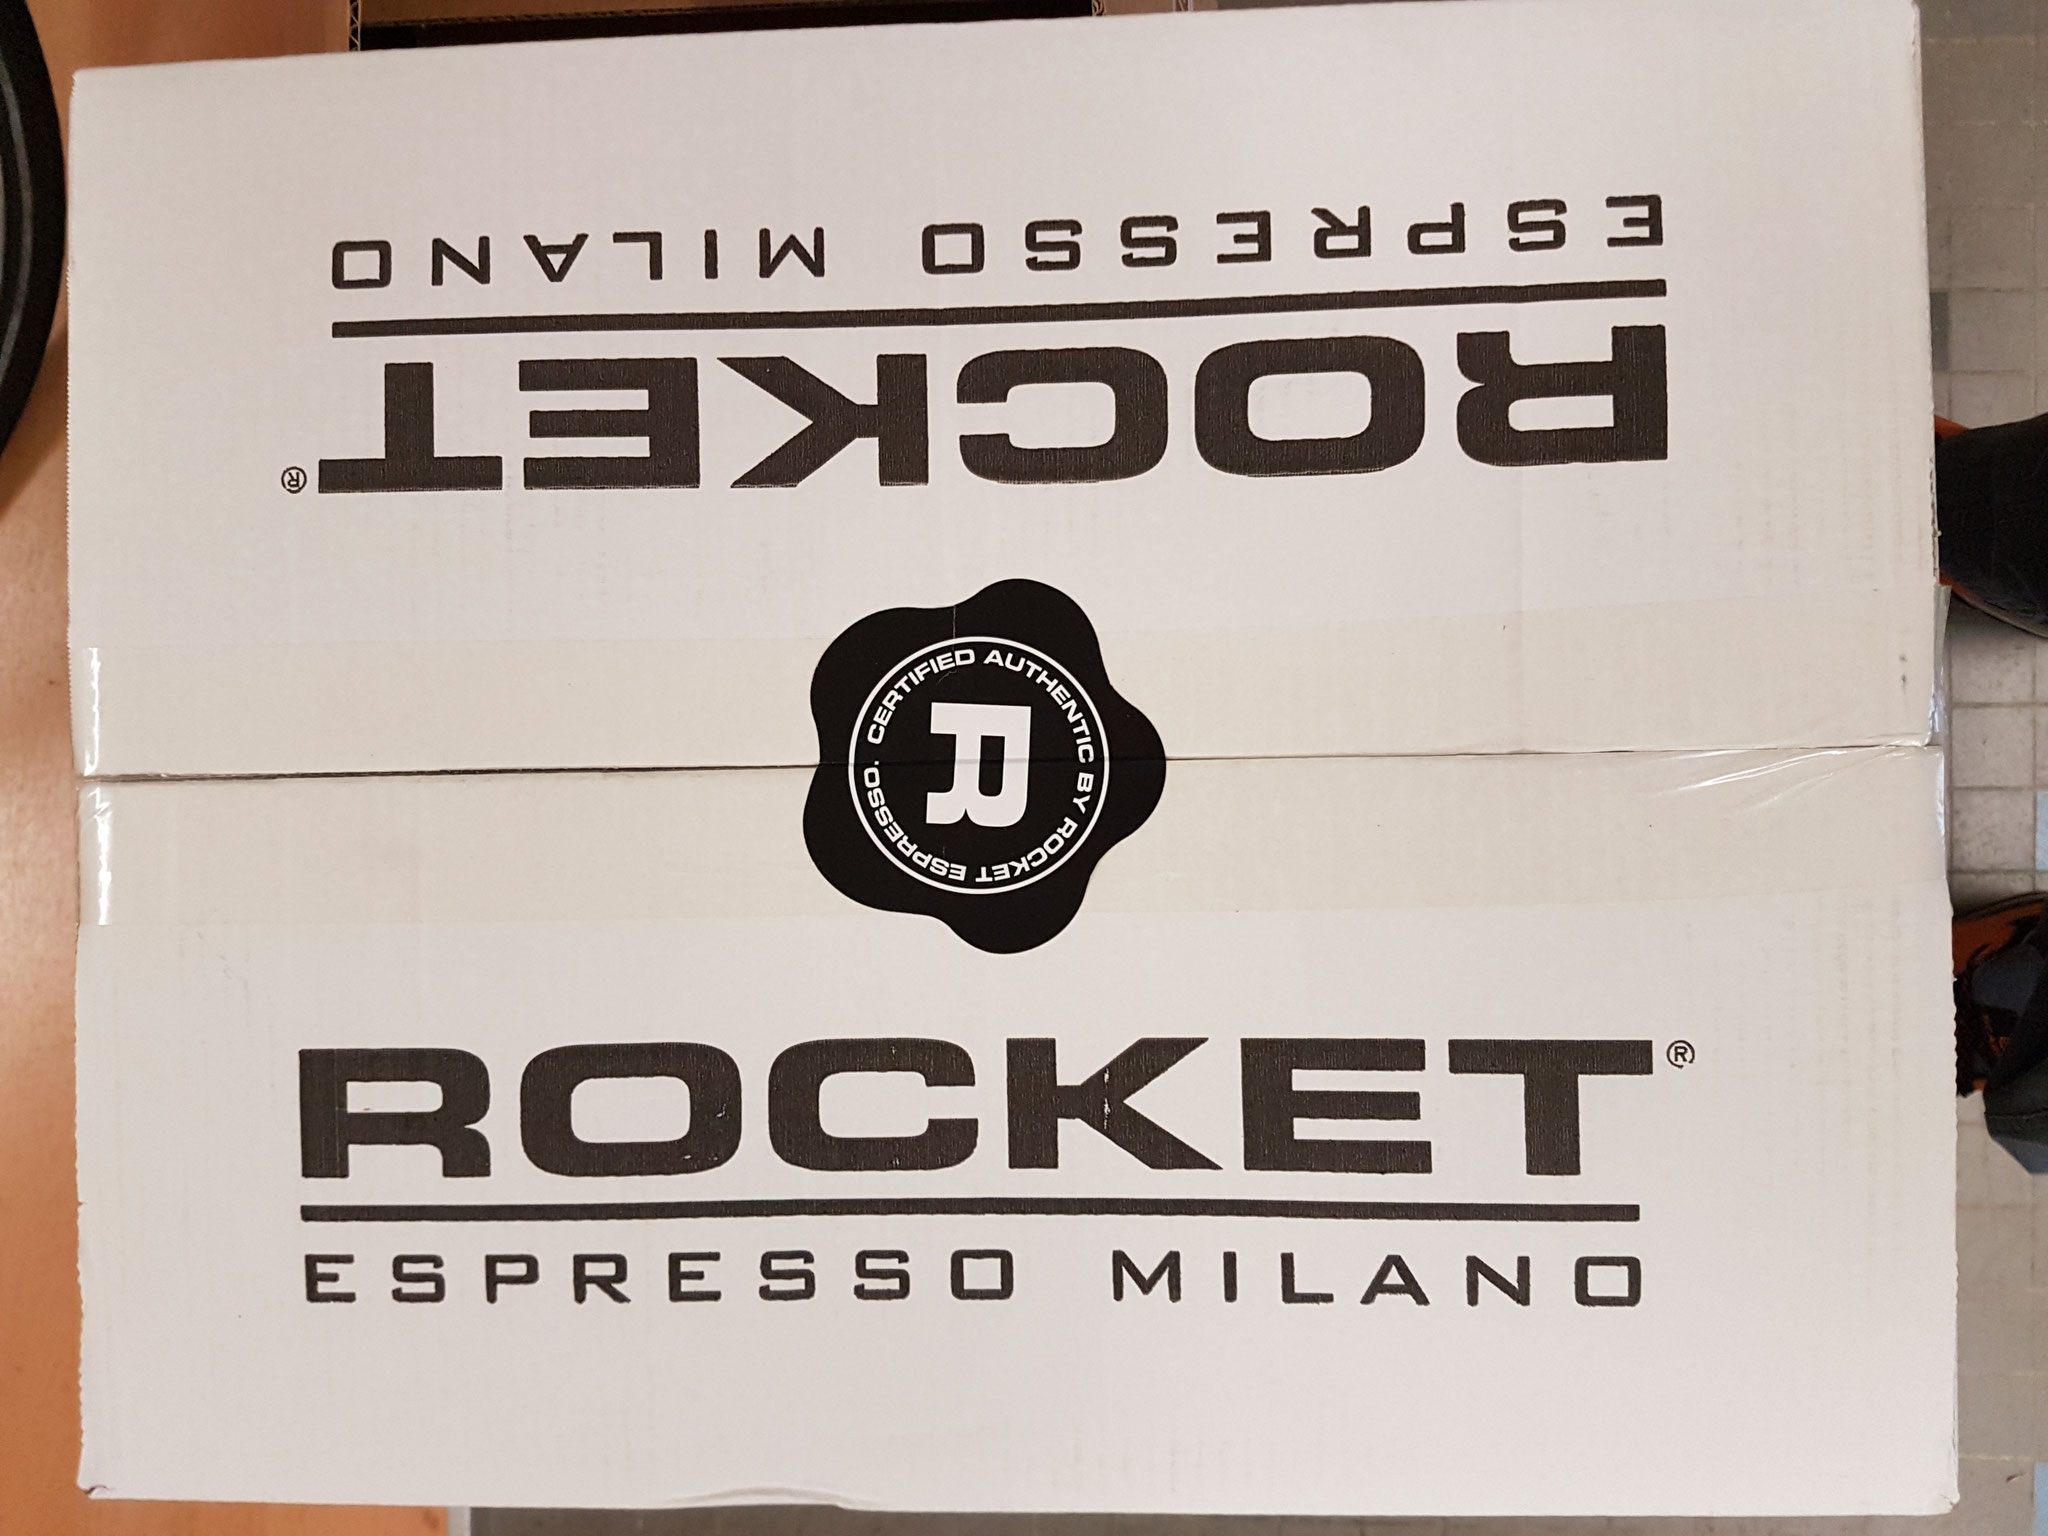 ESPRESSO MILANO
ROCKET®
CERTIFIED AUTHENTIC BY ROCKET ESPRESSO.
R
ROCKET®
ESPRESSO MILANO